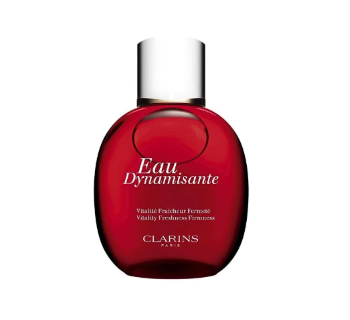 Eau
Dynamisante
Vitalité Fraîcheur Fermeté
Vitality Freshness Firmness
CLARINS
PARIS